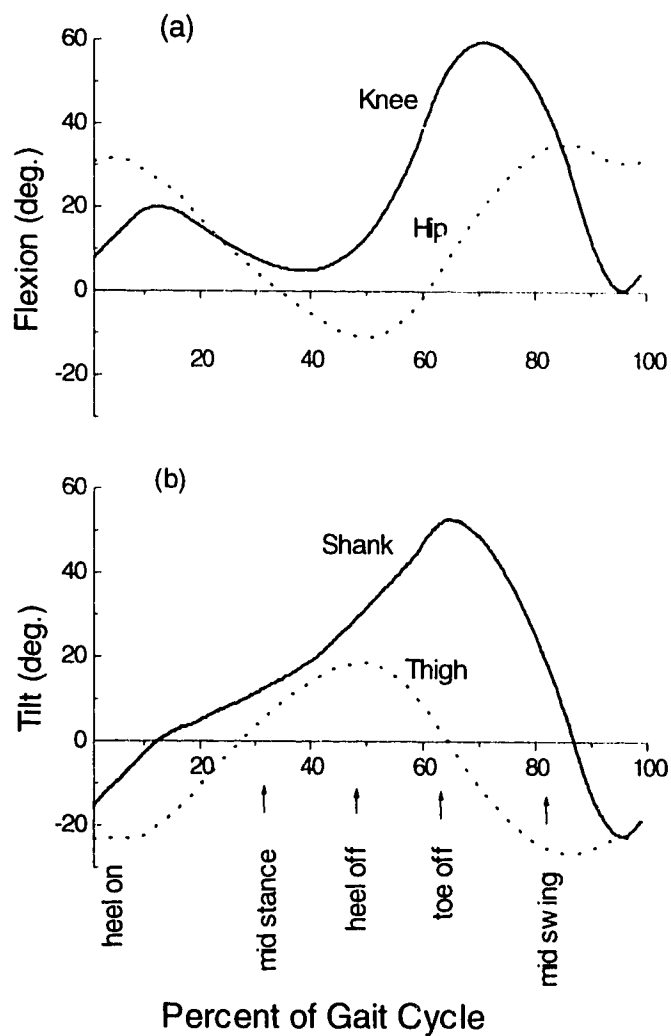 (a)
60
40
20
0
-20
Flexion (deg.)
Knee
Hip
20 40 60 80 100
(b)
60
40
20
0
-20
Tilt (deg.)
Shank
Thigh
20 40 60 80 100
heel on
mid stance
heel off
toe off
mid swing
Percent of Gait Cycle